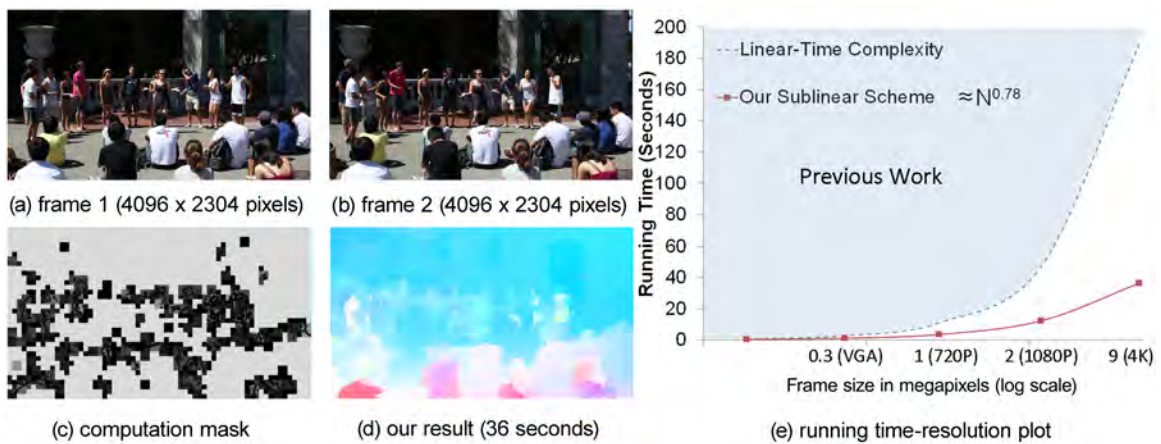 (a) frame 1 (4096 x 2304 pixels)
(b) frame 2 (4096 x 2304 pixels)
(c) computation mask
(d) our result (36 seconds)
Running Time (Seconds)
200
180
160
140
120
100
80
60
40
20
0
Linear-Time Complexity
Our Sublinear Scheme ≈N^0.78
Previous Work
0.3 (VGA) 1 (720P) 2 (1080P) 9 (4K)
Frame size in megapixels (log scale)
(e) running time-resolution plot